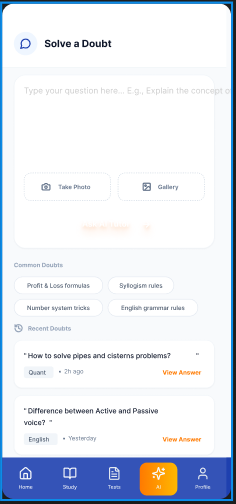 Solve a Doubt
Type your question here... E.g., Explain the concept of
Take Photo
Gallery
Common Doubts
Profit & Loss formulas
Syllogism rules
Number system tricks
English grammar rules
Recent Doubts
" How to solve pipes and cisterns problems? "
Quant • 2h ago View Answer
" Difference between Active and Passive
voice? "
English • Yesterday View Answer
Home Study Tests AI Profile